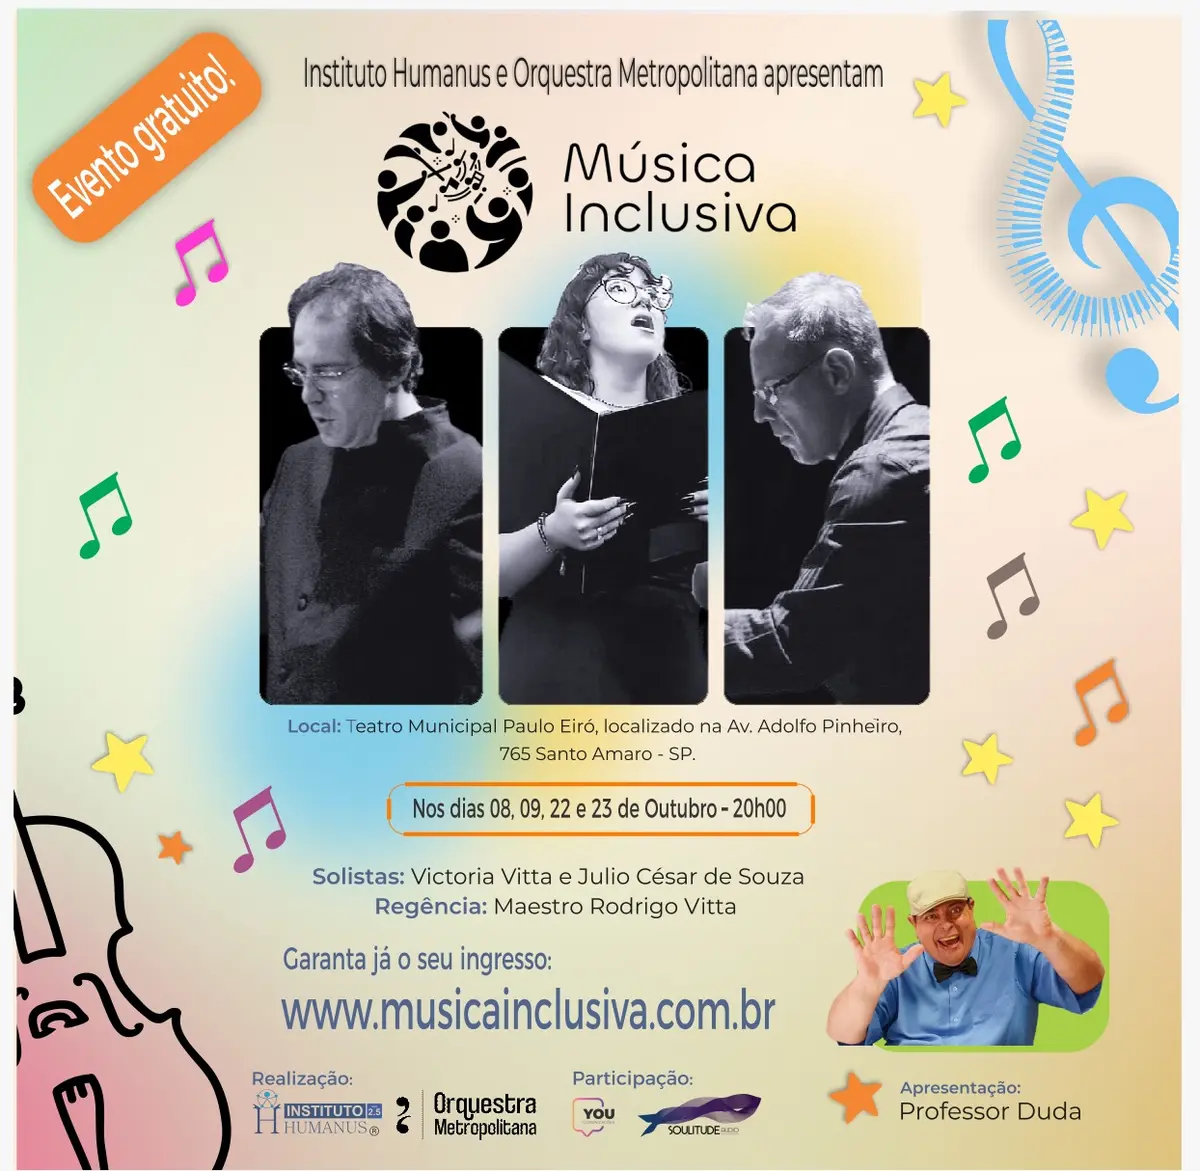 Evento gratuito!
Instituto Humanus e Orquestra Metropolitana apresentam
Música
Inclusiva
Local: Teatro Municipal Paulo Eiró, localizado na Av. Adolfo Pinheiro,
765 Santo Amaro - SP.
Nos dias 08, 09, 22 e 23 de Outubro - 20h00
Solistas: Victoria Vitta e Julio César de Souza
Regência: Maestro Rodrigo Vitta
Garanta já o seu ingresso:
www.musicainclusiva.com.br
Realização:
INSTITUTO 2.5
HUMANUS®
Orquestra
Metropolitana
Participação:
YOU
SOULITUDE
Apresentação:
Professor Duda